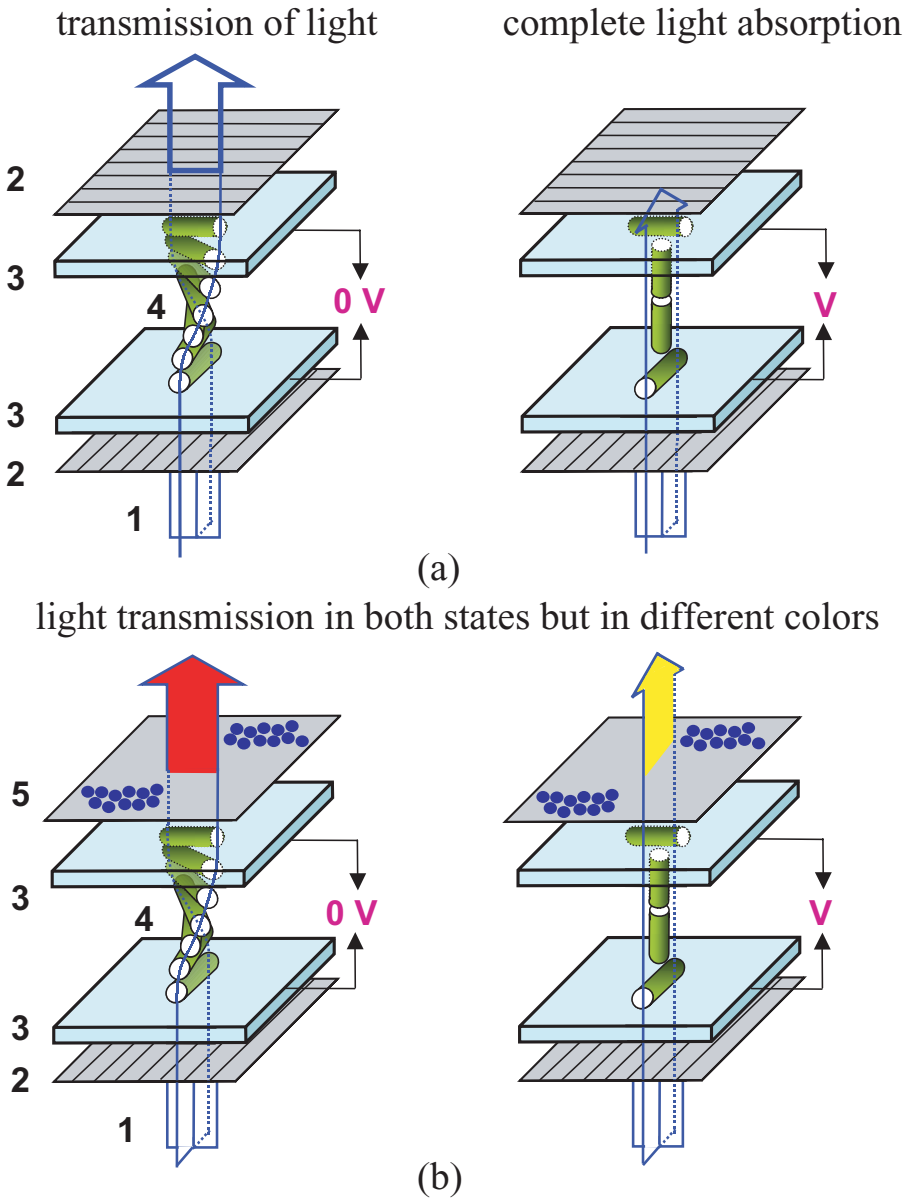 transmission of light
complete light absorption
2
3
4
0 V
V
3
2
1
(a)
light transmission in both states but in different colors
5
3
4
0 V
V
3
2
1
(b)